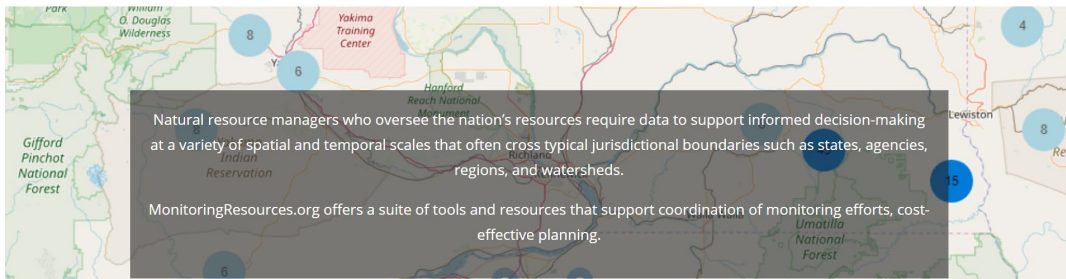 Park
William
O. Douglas
Wilderness
8
Yakima
Training
Center
4
6
Hanford
Reach National
Monument
Natural resource managers who oversee the nation's resources require data to support informed decision-making
at a variety of spatial and temporal scales that often cross typical jurisdictional boundaries such as states, agencies,
regions, and watersheds.
MonitoringResources.org offers a suite of tools and resources that support coordination of monitoring efforts, cost-
effective planning.
Gifford
Pinchot
National
Forest
8
Indian
Reservation
Richland
Lewiston
8
15
Umatilla
National
Forest
6